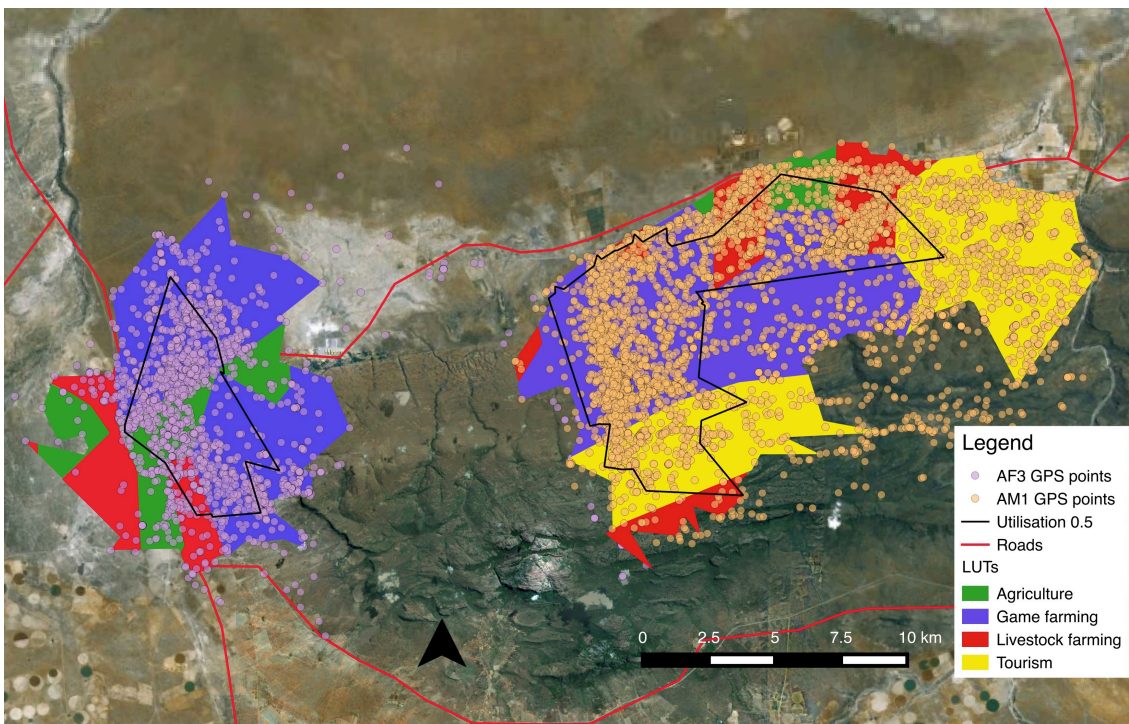 0 2.5 5 7.5 10 km
Legend
AF3 GPS points
AM1 GPS points
Utilisation 0.5
Roads
LUTs
Agriculture
Game farming
Livestock farming
Tourism